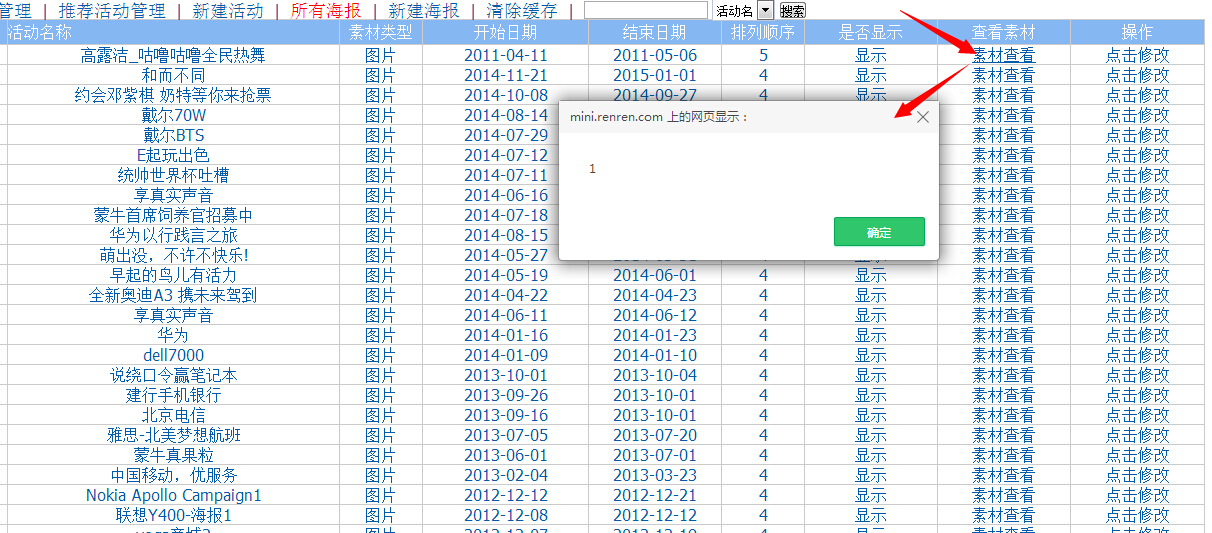 管理 | 推荐活动管理 | 新建活动 | 所有海报 | 新建海报 | 清除缓存 | 活动名 搜索
活动名称 素材类型 开始日期 结束日期 排列顺序 是否显示 查看素材 操作
高露洁_咕噜咕噜全民热舞 图片 2011-04-11 2011-05-06 5 显示 素材查看 点击修改
和而不同 图片 2014-11-21 2015-01-01 4 显示 素材查看 点击修改
约会邓紫棋 奶特等你来抢票 图片 2014-10-08 2014-09-27 4 显示 素材查看 点击修改
戴尔70W 图片 2014-08-14 素材查看 点击修改
mini.renren.com 上的网页显示：
戴尔BTS 图片 2014-07-29 素材查看 点击修改
E起玩出色 图片 2014-07-12 素材查看 点击修改
1
统帅世界杯吐槽 图片 2014-07-11 素材查看 点击修改
享真实声音 图片 2014-06-16 素材查看 点击修改
蒙牛首席饲养官招募中 图片 2014-07-18 素材查看 点击修改
华为以行践言之旅 图片 2014-08-15 素材查看 点击修改
确定
萌出没，不许不快乐! 图片 2014-05-27 素材查看 点击修改
早起的鸟儿有活力 图片 2014-05-19 2014-06-01 4 显示 素材查看 点击修改
全新奥迪A3 携未来驾到 图片 2014-04-22 2014-04-23 4 显示 素材查看 点击修改
享真实声音 图片 2014-06-11 2014-06-12 4 显示 素材查看 点击修改
华为 图片 2014-01-16 2014-01-23 4 显示 素材查看 点击修改
dell7000 图片 2014-01-09 2014-01-10 4 显示 素材查看 点击修改
说绕口令赢笔记本 图片 2013-10-01 2013-10-04 4 显示 素材查看 点击修改
建行手机银行 图片 2013-09-26 2013-10-01 4 显示 素材查看 点击修改
北京电信 图片 2013-09-16 2013-10-01 4 显示 素材查看 点击修改
雅思-北美梦想航班 图片 2013-07-05 2013-07-20 4 显示 素材查看 点击修改
蒙牛真果粒 图片 2013-06-01 2013-07-01 4 显示 素材查看 点击修改
中国移动，优服务 图片 2013-02-04 2013-03-23 4 显示 素材查看 点击修改
Nokia Apollo Campaign1 图片 2012-12-12 2012-12-21 4 显示 素材查看 点击修改
联想Y400-海报1 图片 2012-12-08 2012-12-12 4 显示 素材查看 点击修改